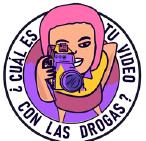 ¿CUÁL ES
TU VIDEO
CON LAS DROGAS?